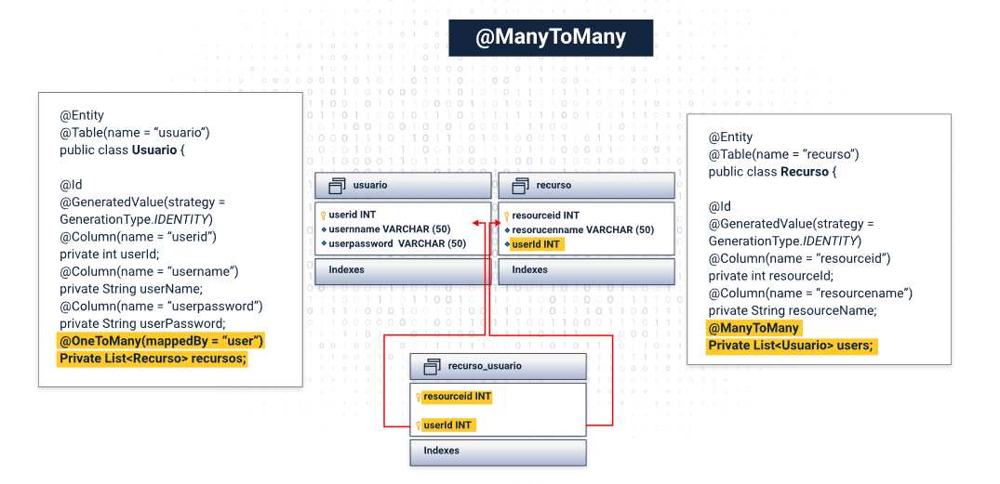 @ManyToMany
@Entity
@Table(name = “usuario”)
public class Usuario {
@Id
@GeneratedValue(strategy =
GenerationType.IDENTITY)
@Column(name = “userid”)
private int userId;
@Column(name = “username”)
private String userName;
@Column(name = “userpassword”)
private String userPassword;
@OneToMany(mappedBy = “user”)
Private List<Recurso> recursos;
usuario
userid INT
usernname VARCHAR (50)
userpassword VARCHAR (50)
Indexes
recurso
resourceid INT
resorucenname VARCHAR (50)
userId INT
Indexes
recurso_usuario
resourceid INT
userId INT
Indexes
@Entity
@Table(name = “recurso”)
public class Recurso {
@Id
@GeneratedValue(strategy =
GenerationType.IDENTITY)
@Column(name = “resourceid”)
private int resourceId;
@Column(name = “resourcename”)
private String resourceName;
@ManyToMany
Private List<Usuario> users;